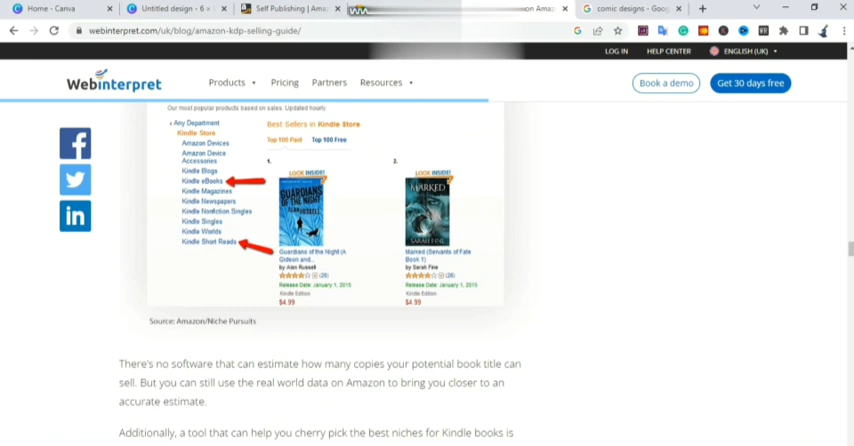 Home - Canva
Untitled design - 6 ×
Self Publishing | Amaz
on Amaz
comic designs - Goog
webinterpret.com/uk/blog/amazon-kdp-selling-guide/
LOG IN HELP CENTER ENGLISH (UK)
Webinterpret
Products Pricing Partners Resources
Book a demo
Get 30 days free
Our most popular products based on sales. Updated hourly.
‹ Any Department
Kindle Store
Amazon Devices
Amazon Device
Accessories
Kindle Blogs
Kindle eBooks
Kindle Magazines
Kindle Newspapers
Kindle Nonfiction Singles
Kindle Singles
Kindle Worlds
Kindle Short Reads
Best Sellers in Kindle Store
Top 100 Paid Top 100 Free
1.
LOOK INSIDE!
GUARDIANS
OF THE NIGHT
ALAN RUSSELL
Guardians of the Night (A
Gideon and...
by Alan Russell
(26)
Release Date: January 1, 2015
Kindle Edition
$4.99
2.
LOOK INSIDE!
MARKED
SARAH FINE
Marked (Servants of Fate
Book 1)
by Sarah Fine
(28)
Release Date: January 1, 2015
Kindle Edition
$4.99
Source: Amazon/Niche Pursuits
There's no software that can estimate how many copies your potential book title can
sell. But you can still use the real world data on Amazon to bring you closer to an
accurate estimate.
Additionally, a tool that can help you cherry pick the best niches for Kindle books is